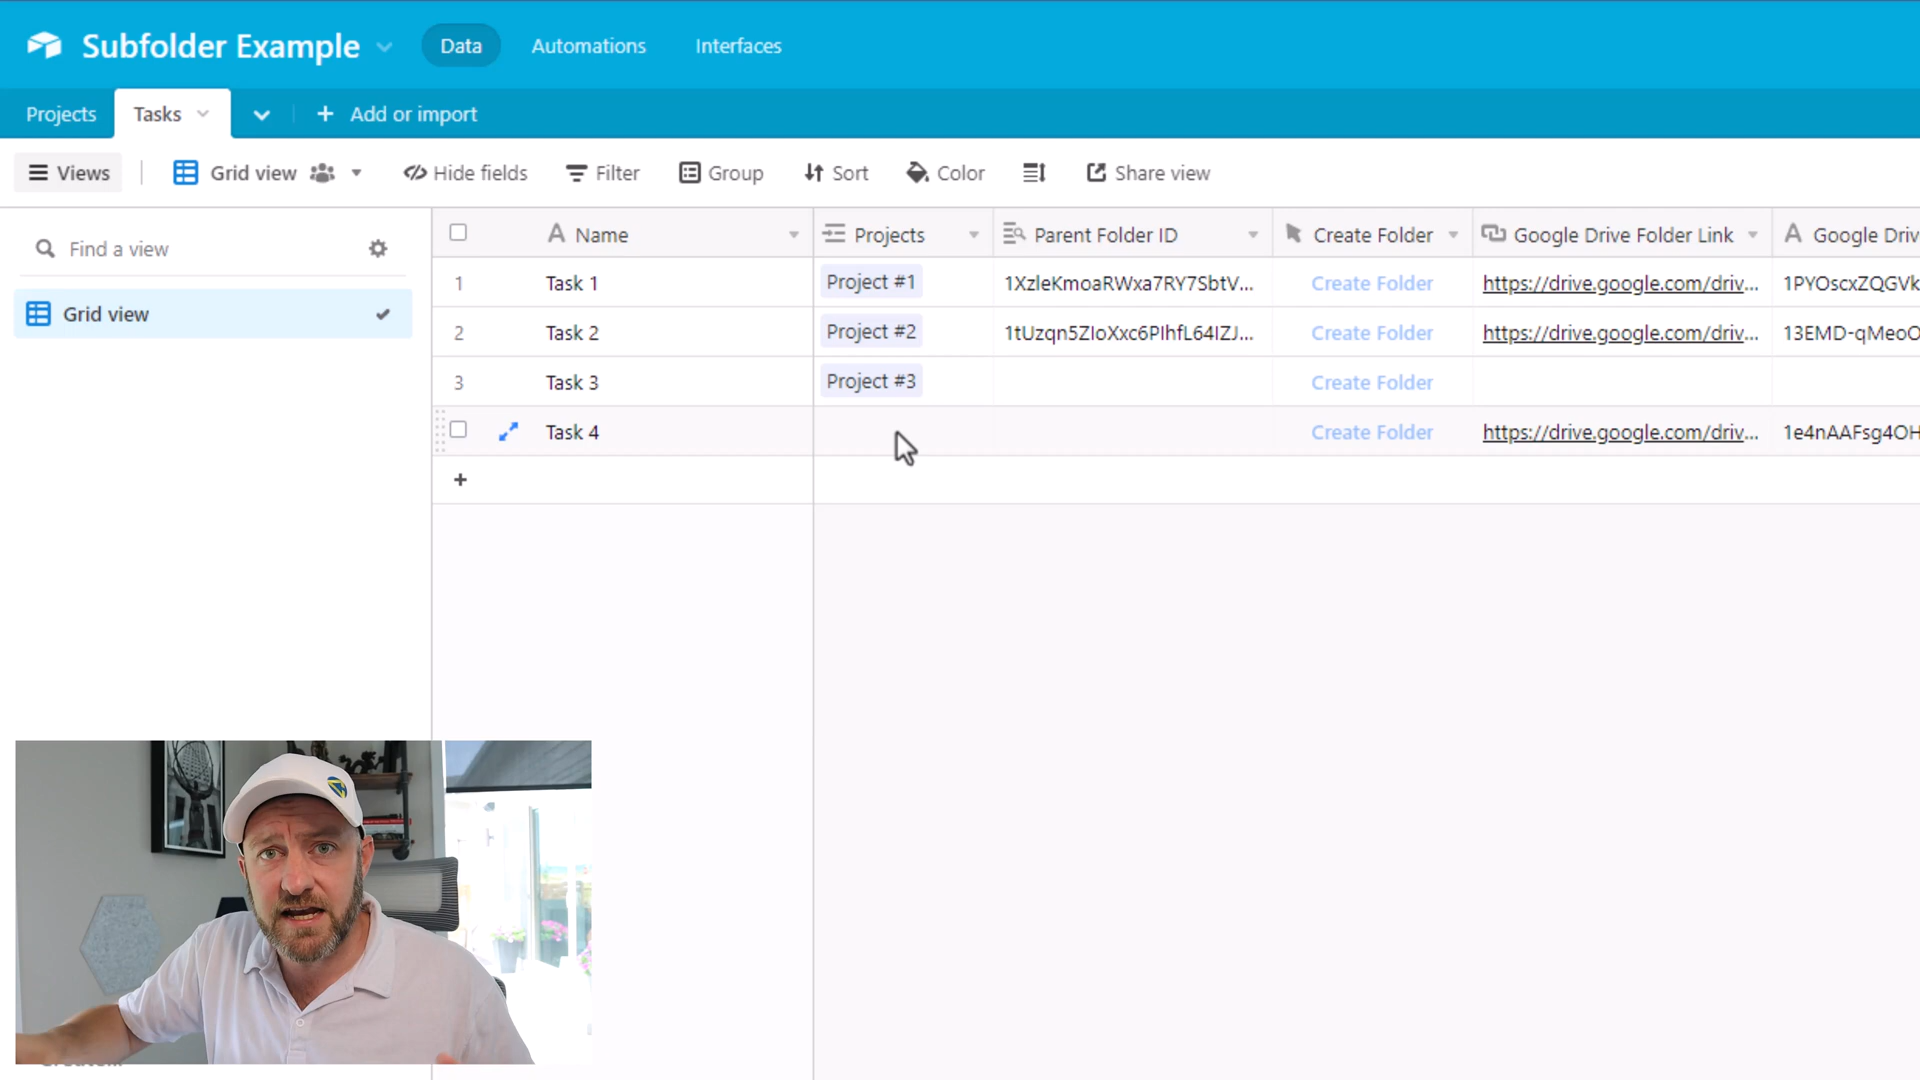 Subfolder Example Data Automations Interfaces
Projects Tasks Add or import
Views Grid view Hide fields Filter Group Sort Color Share view
Find a view
Grid view
Name Projects Parent Folder ID Create Folder Google Drive Folder Link Google Driv
1 Task 1 Project #1 1XzleKmoaRWxa7RY7SbtV... Create Folder https://drive.google.com/driv... 1PYOscxZQGVk
2 Task 2 Project #2 1tUzqn5ZIoXxc6PIhfL64IZJ... Create Folder https://drive.google.com/driv... 13EMD-qMeoO
3 Task 3 Project #3 Create Folder
Task 4 Create Folder https://drive.google.com/driv... 1e4nAAFsg4OH
+